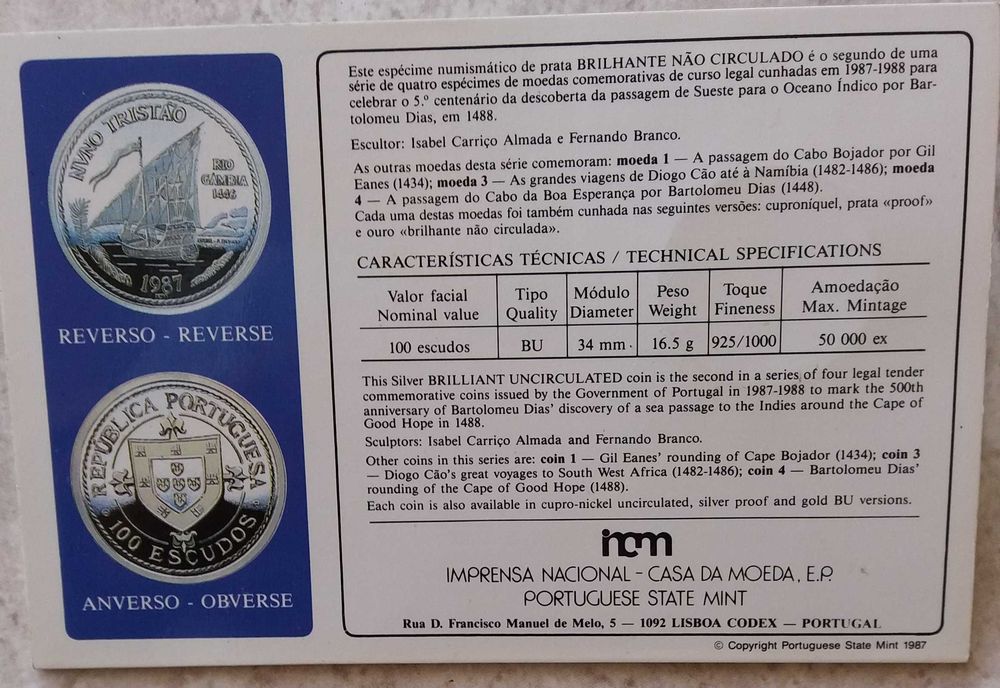 NVNO TRISTÃO
RIO
GAMBIA
1446
1987
REVERSO - REVERSE
REPÚBLICA PORTUGUESA
100 ESCUDOS
ANVERSO - OBVERSE
Este espécime numismático de prata BRILHANTE NÃO CIRCULADO é o segundo de uma
série de quatro espécimes de moedas comemorativas de curso legal cunhadas em 1987-1988 para
celebrar o 5.º centenário da descoberta da passagem de Sueste para o Oceano Índico por Bar-
tolomeu Dias, em 1488.
Escultor: Isabel Carriço Almada e Fernando Branco.
As outras moedas desta série comemoram: moeda 1 — A passagem do Cabo Bojador por Gil
Eanes (1434); moeda 3 — As grandes viagens de Diogo Cão até à Namíbia (1482-1486); moeda
4 — A passagem do Cabo da Boa Esperança por Bartolomeu Dias (1448).
Cada uma destas moedas foi também cunhada nas seguintes versões: cuproníquel, prata «proof»
e ouro «brilhante não circulada».
CARACTERÍSTICAS TÉCNICAS / TECHNICAL SPECIFICATIONS
Valor facial Tipo Módulo Peso Toque Amoedação
Nominal value Quality Diameter Weight Fineness Max. Mintage
100 escudos BU 34 mm 16.5 g 925/1000 50 000 ex
This Silver BRILLIANT UNCIRCULATED coin is the second in a series of four legal tender
commemorative coins issued by the Government of Portugal in 1987-1988 to mark the 500th
anniversary of Bartolomeu Dias' discovery of a sea passage to the Indies around the Cape of
Good Hope in 1488.
Sculptors: Isabel Carriço Almada and Fernando Branco.
Other coins in this series are: coin 1 — Gil Eanes' rounding of Cape Bojador (1434); coin 3
— Diogo Cão's great voyages to South West Africa (1482-1486); coin 4 — Bartolomeu Dias'
rounding of the Cape of Good Hope (1488).
Each coin is also available in cupro-nickel uncirculated, silver proof and gold BU versions.
incm
IMPRENSA NACIONAL - CASA DA MOEDA, E.P.
PORTUGUESE STATE MINT
Rua D. Francisco Manuel de Melo, 5 — 1092 LISBOA CODEX — PORTUGAL
© Copyright Portuguese State Mint 1987